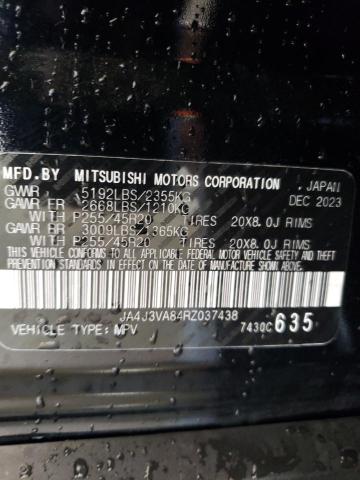 MFD.BY MITSUBISHI MOTORS CORPORATION, JAPAN
GVWR 5192LBS/2355KG DEC 2023
GAWR FR 2668LBS/1210KG
WITH P255/45R20 TIRES 20X8.0J RIMS
GAWR RR 3009LBS/1365KG
WITH P255/45R20 TIRES 20X8.0J RIMS
THIS VEHICLE CONFORMS TO ALL APPLICABLE FEDERAL
MOTOR VEHICLE SAFETY, BUMPER, AND THEFT
PREVENTION STANDARDS IN EFFECT ON THE DATE OF
MANUFACTURE SHOWN ABOVE.
JA4J3VA84RZ037438
VEHICLE TYPE: MPV 7430C635